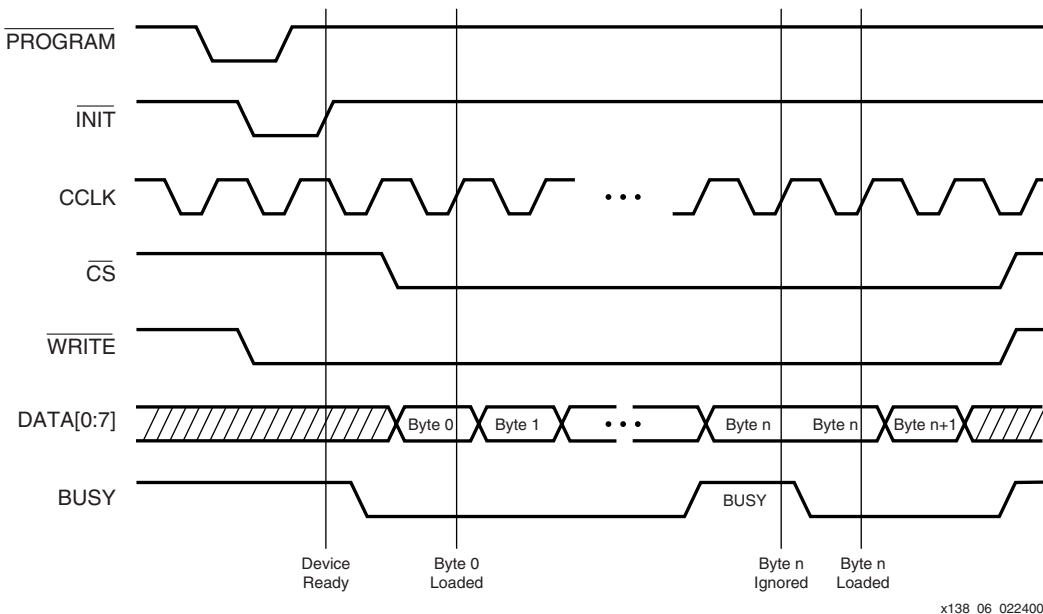 PROGRAM
INIT
CCLK
CS
WRITE
DATA[0:7] Byte 0 Byte 1 Byte n Byte n Byte n+1
BUSY BUSY
Device Ready
Byte 0 Loaded
Byte n Ignored
Byte n Loaded
x138_06_022400